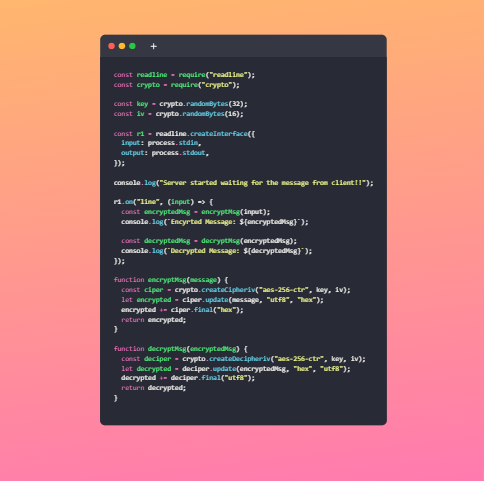 +
const readline = require("readline");
const crypto = require("crypto");
const key = crypto.randomBytes(32);
const iv = crypto.randomBytes(16);
const r1 = readline.createInterface({
input: process.stdin,
output: process.stdout,
});
console.log("Server started waiting for the message from client!!");
r1.on("line", (input) => {
const encryptedMsg = encryptMsg(input);
console.log(`Encyrted Message: ${encryptedMsg}`);
const decryptedMsg = decryptMsg(encryptedMsg);
console.log(`Decrypted Message: ${decryptedMsg}`);
});
function encryptMsg(message) {
const ciper = crypto.createCipheriv("aes-256-ctr", key, iv);
let encrypted = ciper.update(message, "utf8", "hex");
encrypted += ciper.final("hex");
return encrypted;
}
function decryptMsg(encryptedMsg) {
const deciper = crypto.createDecipheriv("aes-256-ctr", key, iv);
let decrypted = deciper.update(encryptedMsg, "hex", "utf8");
decrypted += deciper.final("utf8");
return decrypted;
}